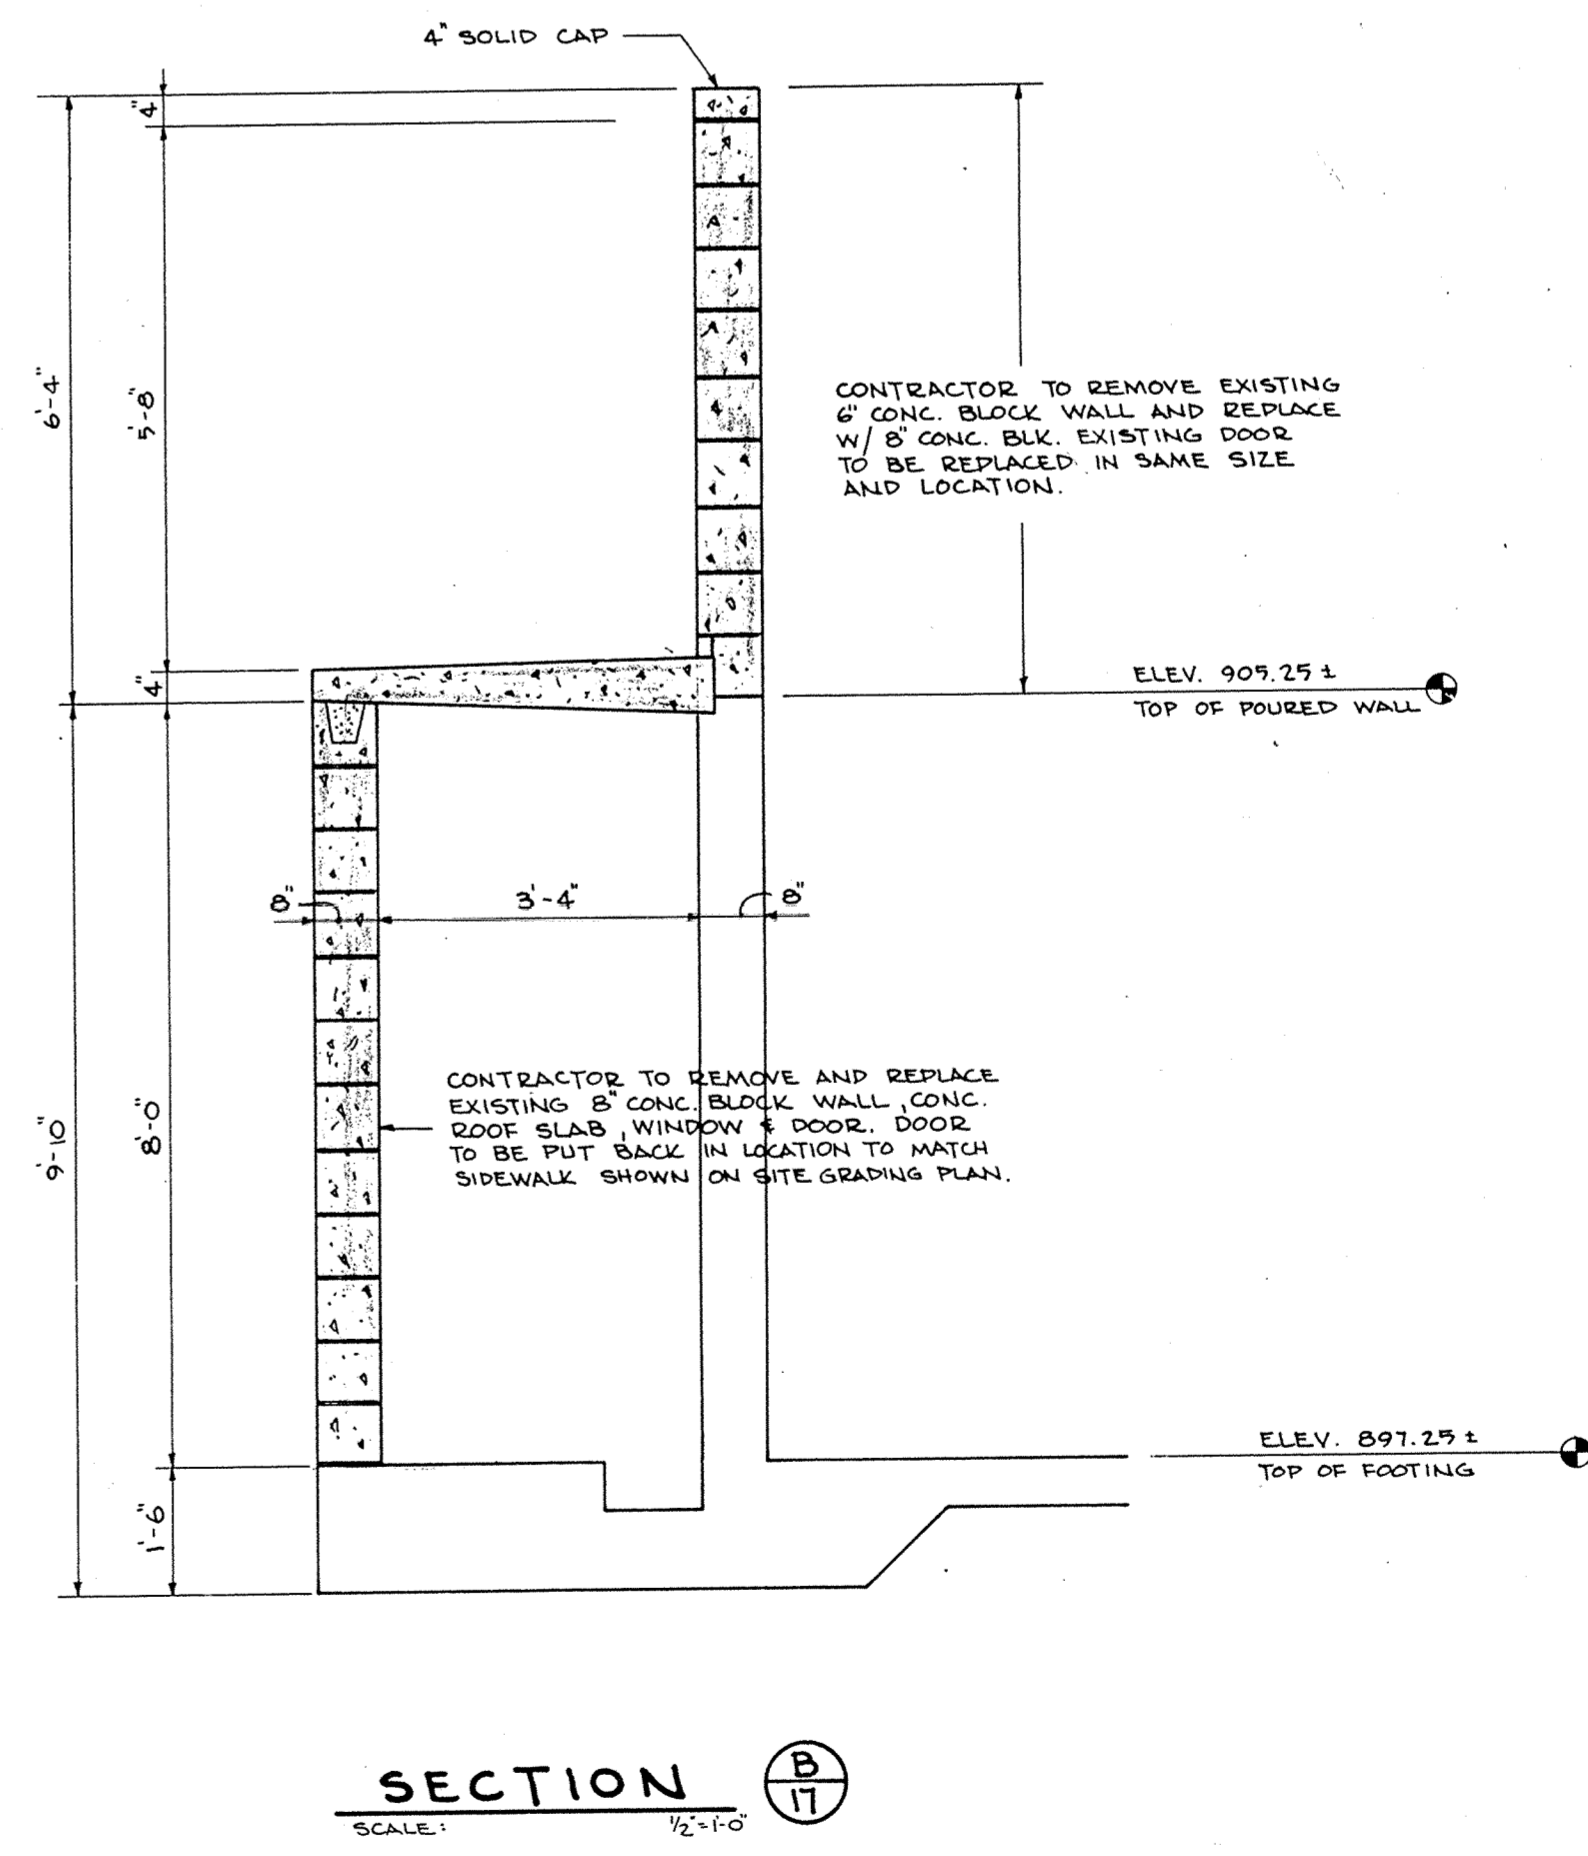 4" SOLID CAP
4"
6'-4"
5'-8"
CONTRACTOR TO REMOVE EXISTING
6" CONC. BLOCK WALL AND REPLACE
W/ 8" CONC. BLK. EXISTING DOOR
TO BE REPLACED IN SAME SIZE
AND LOCATION.
4"
ELEV. 905.25 ±
TOP OF POURED WALL
8"
3'-4"
8"
CONTRACTOR TO REMOVE AND REPLACE
EXISTING 8" CONC. BLOCK WALL, CONC.
ROOF SLAB, WINDOW & DOOR. DOOR
TO BE PUT BACK IN LOCATION TO MATCH
SIDEWALK SHOWN ON SITE GRADING PLAN.
9'-10"
8'-0"
ELEV. 897.25 ±
TOP OF FOOTING
1'-6"
SECTION
B
17
SCALE: 1/2"=1'-0"